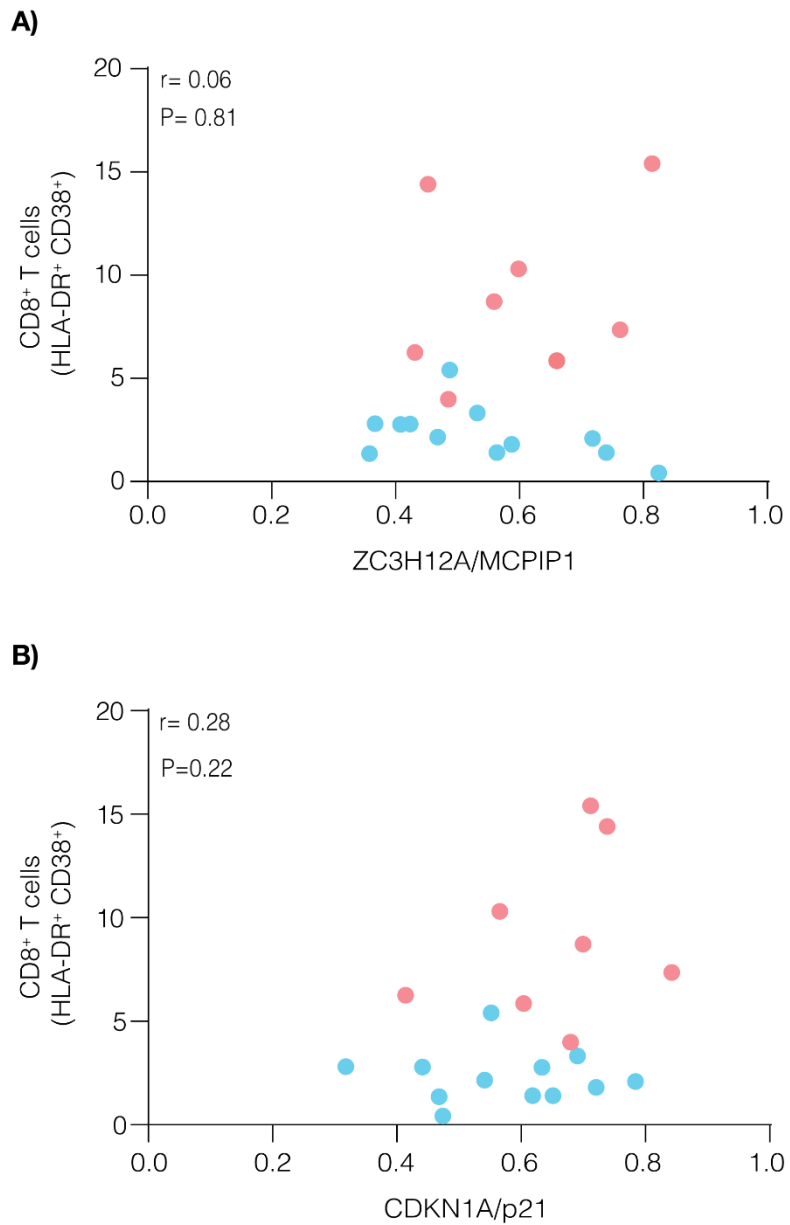 A)
20
r= 0.06
P= 0.81
15
CD8⁺ T cells
(HLA-DR⁺ CD38⁺)
10
5
0
0.0 0.2 0.4 0.6 0.8 1.0
ZC3H12A/MCPIP1
B)
20
r= 0.28
P=0.22
15
CD8⁺ T cells
(HLA-DR⁺ CD38⁺)
10
5
0
0.0 0.2 0.4 0.6 0.8 1.0
CDKN1A/p21